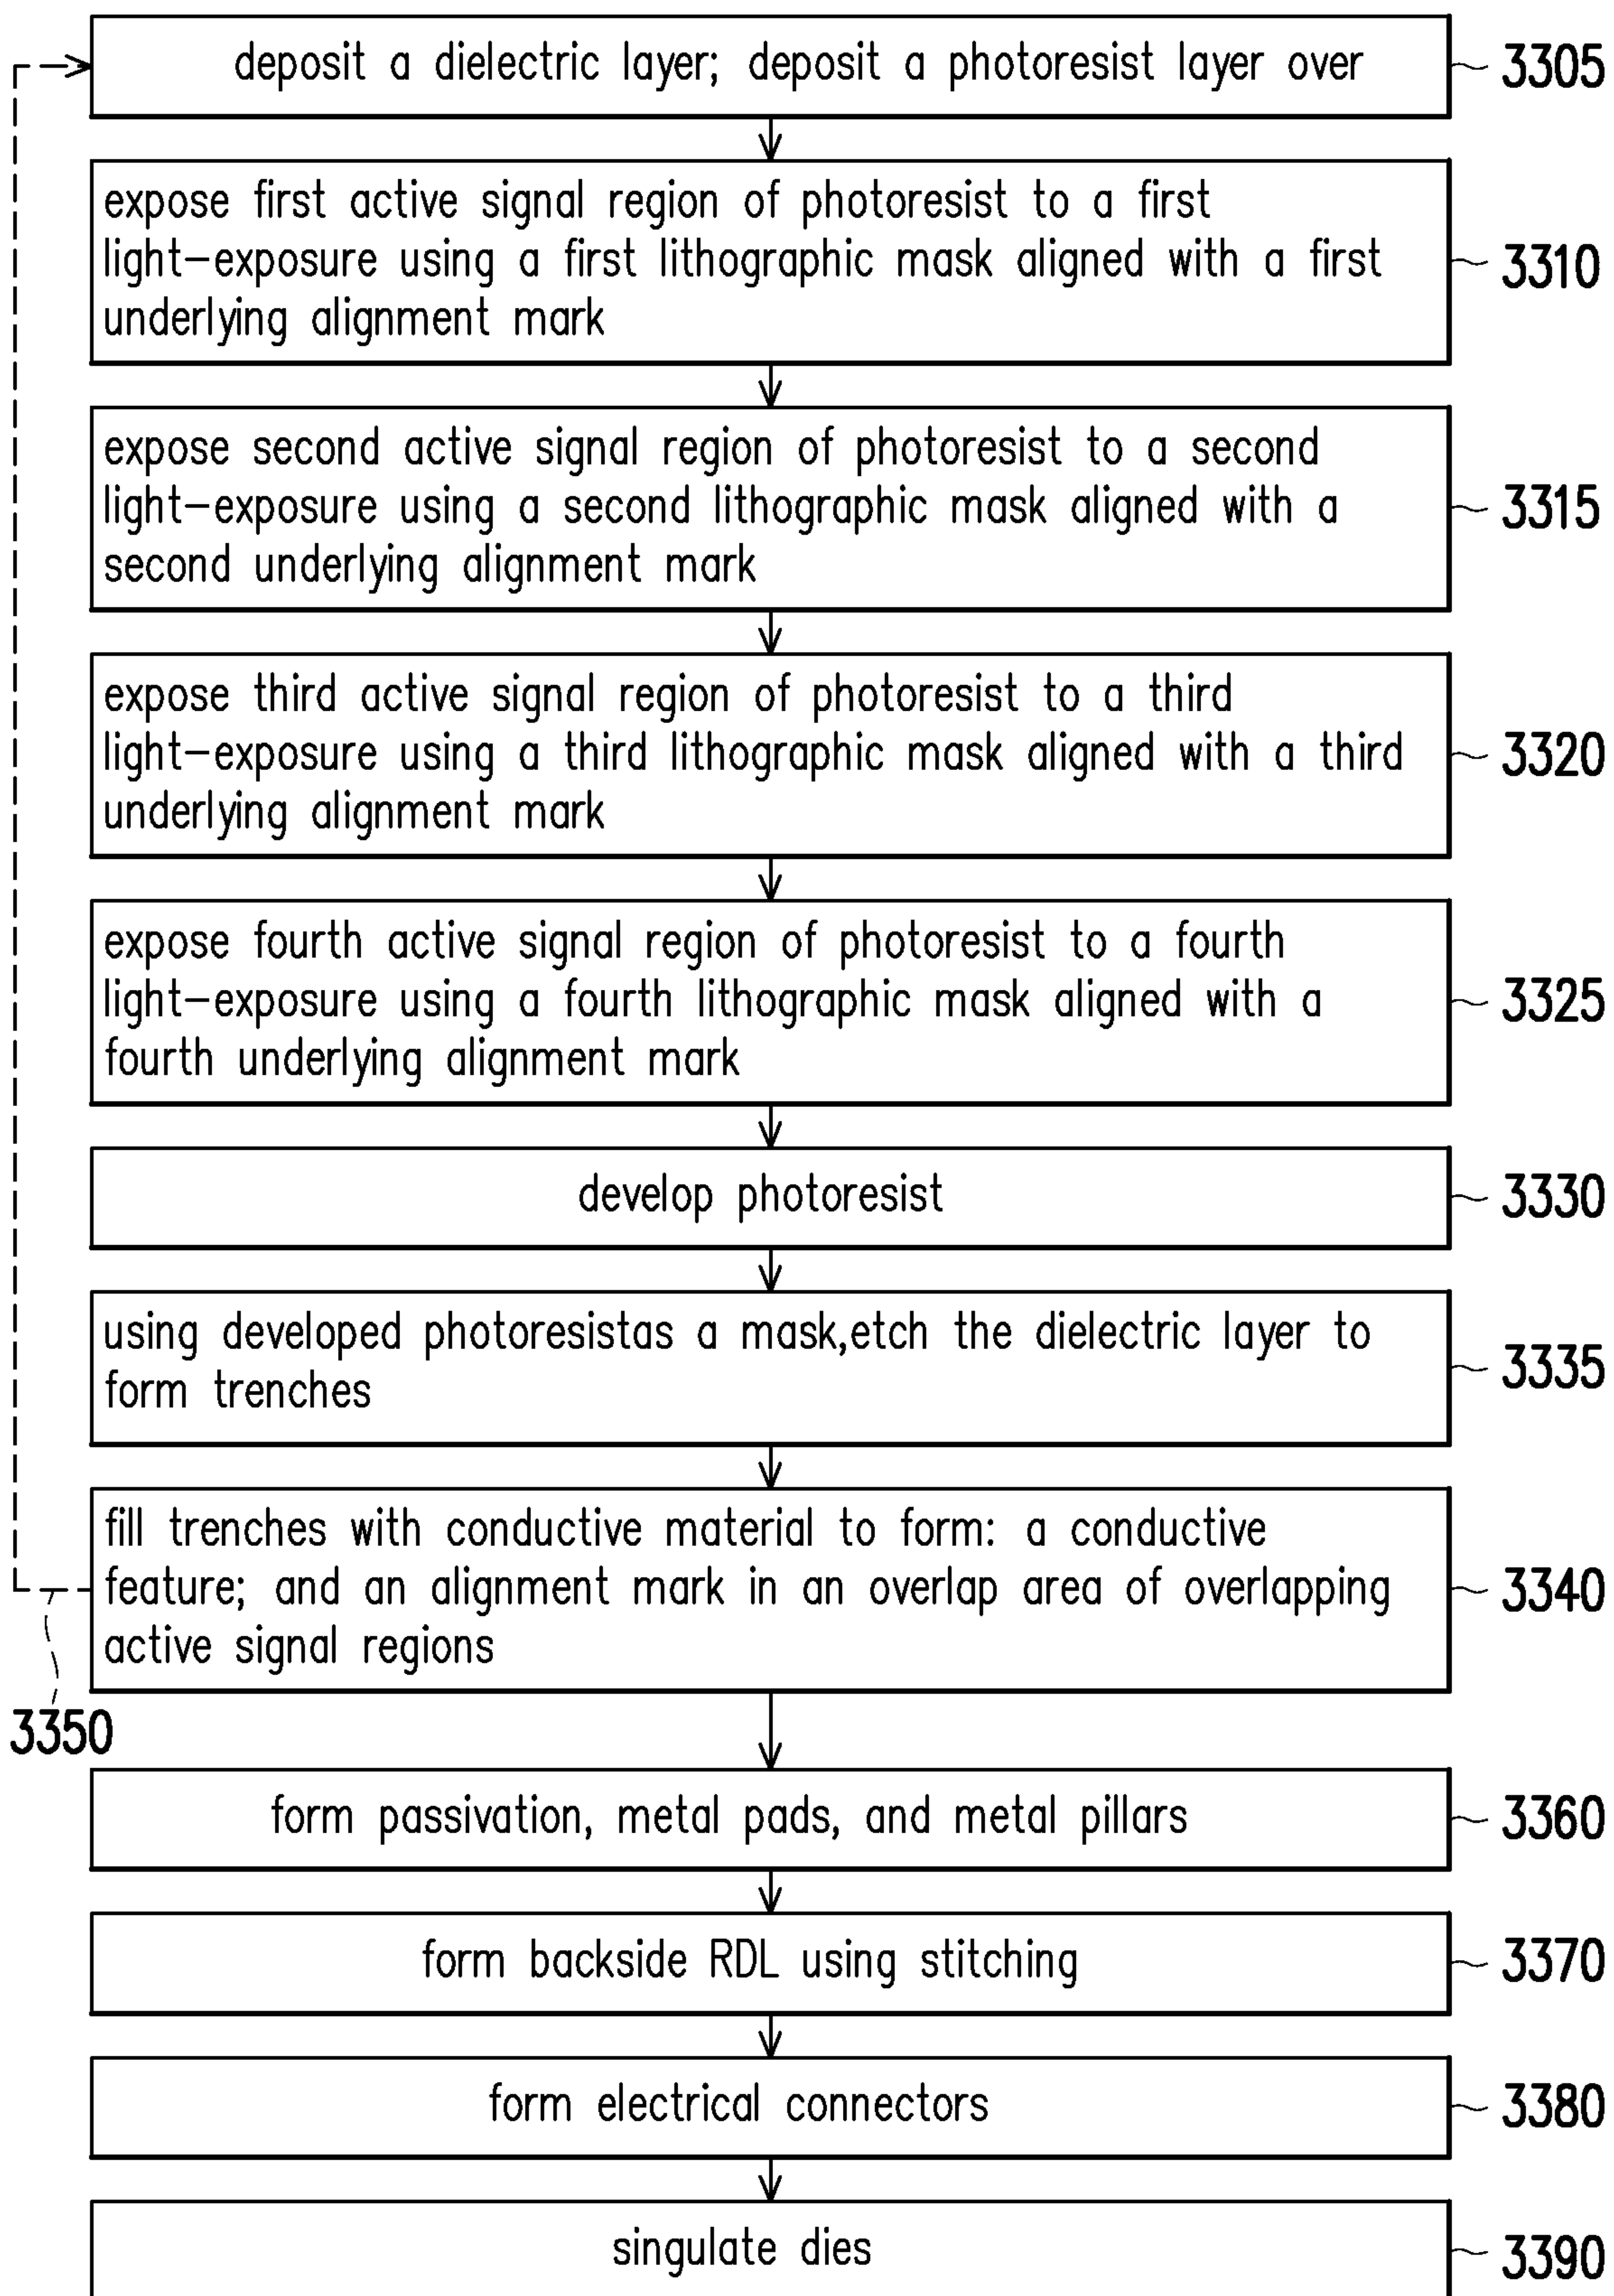 deposit a dielectric layer; deposit a photoresist layer over
3305
expose first active signal region of photoresist to a first
light-exposure using a first lithographic mask aligned with a first
underlying alignment mark
3310
expose second active signal region of photoresist to a second
light-exposure using a second lithographic mask aligned with a
second underlying alignment mark
3315
expose third active signal region of photoresist to a third
light-exposure using a third lithographic mask aligned with a third
underlying alignment mark
3320
expose fourth active signal region of photoresist to a fourth
light-exposure using a fourth lithographic mask aligned with a
fourth underlying alignment mark
3325
develop photoresist
3330
using developed photoresistas a mask,etch the dielectric layer to
form trenches
3335
fill trenches with conductive material to form: a conductive
feature; and an alignment mark in an overlap area of overlapping
active signal regions
3340
3350
form passivation, metal pads, and metal pillars
3360
form backside RDL using stitching
3370
form electrical connectors
3380
singulate dies
3390